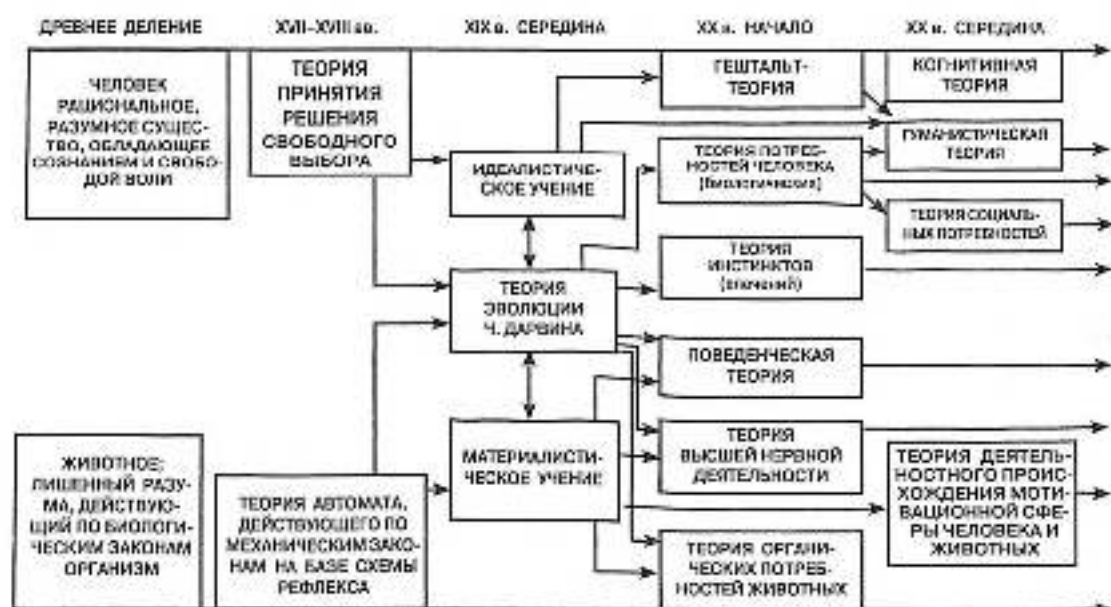 ДРЕВНЕЕ ДЕЛЕНИЕ
XVII–XVIII вв.
XIX в. СЕРЕДИНА
XX в. НАЧАЛО
XX в. СЕРЕДИНА
ЧЕЛОВЕК
РАЦИОНАЛЬНОЕ,
РАЗУМНОЕ СУЩЕС-
ТВО, ОБЛАДАЮЩЕЕ
СОЗНАНИЕМ И СВОБО-
ДОЙ ВОЛИ
ТЕОРИЯ
ПРИНЯТИЯ
РЕШЕНИЯ
СВОБОДНОГО
ВЫБОРА
ИДЕАЛИСТИЧЕ-
СКОЕ УЧЕНИЕ
ГЕШТАЛЬТ-
ТЕОРИЯ
КОГНИТИВНАЯ
ТЕОРИЯ
ТЕОРИЯ ПОТРЕБ-
НОСТЕЙ ЧЕЛОВЕКА
(биологических)
ГУМАНИСТИЧЕСКАЯ
ТЕОРИЯ
ТЕОРИЯ СОЦИАЛЬ-
НЫХ ПОТРЕБНОСТЕЙ
ТЕОРИЯ
ЭВОЛЮЦИИ
Ч. ДАРВИНА
ТЕОРИЯ
ИНСТИНКТОВ
(влечений)
ПОВЕДЕНЧЕСКАЯ
ТЕОРИЯ
ЖИВОТНОЕ;
ЛИШЕННЫЙ РАЗУ-
МА, ДЕЙСТВУЮ-
ЩИЙ ПО БИОЛОГИ-
ЧЕСКИМ ЗАКОНАМ
ОРГАНИЗМ
ТЕОРИЯ АВТОМАТА,
ДЕЙСТВУЮЩЕГО ПО
МЕХАНИЧЕСКИМ ЗАКО-
НАМ НА БАЗЕ СХЕМЫ
РЕФЛЕКСА
МАТЕРИАЛИСТИ-
ЧЕСКОЕ УЧЕНИЕ
ТЕОРИЯ
ВЫСШЕЙ НЕРВНОЙ
ДЕЯТЕЛЬНОСТИ
ТЕОРИЯ ДЕЯТЕЛЬ-
НОСТНОГО ПРОИС-
ХОЖДЕНИЯ МОТИ-
ВАЦИОННОЙ СФЕ-
РЫ ЧЕЛОВЕКА И
ЖИВОТНЫХ
ТЕОРИЯ ОРГАНИ-
ЧЕСКИХ ПОТРЕБ-
НОСТЕЙ ЖИВОТНЫХ